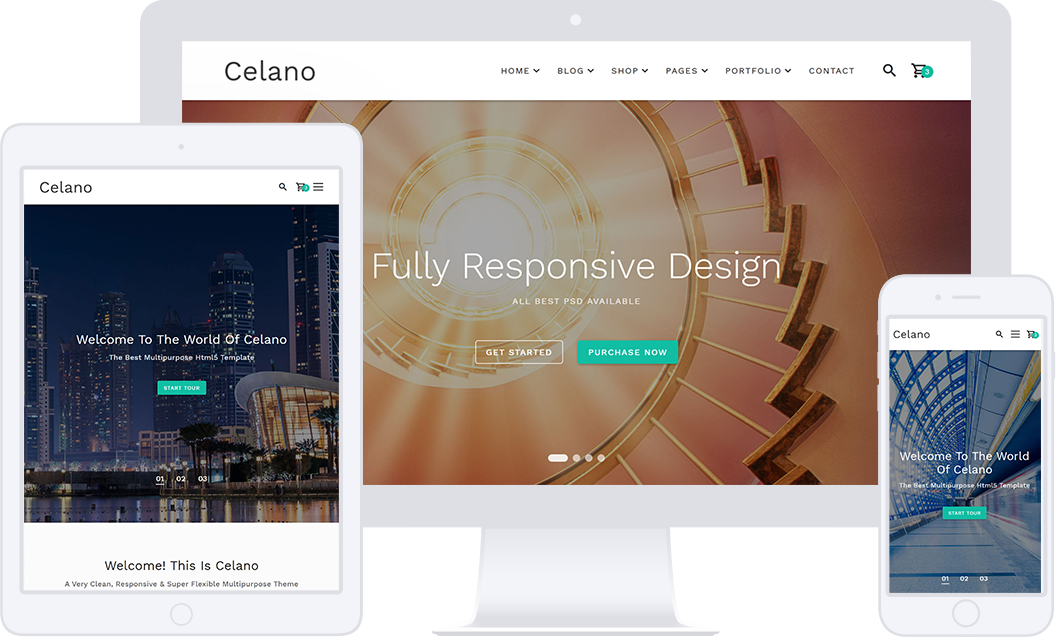 Celano
HOME BLOG SHOP PAGES PORTFOLIO CONTACT
3
Fully Responsive Design
ALL BEST PSD AVAILABLE
GET STARTED PURCHASE NOW
Celano
Welcome To The World Of Celano
The Best Multipurpose Html5 Template
START TOUR
01 02 03
Welcome! This Is Celano
A Very Clean, Responsive & Super Flexible Multipurpose Theme
Celano
Welcome To The World
Of Celano
The Best Multipurpose Html5 Template
START TOUR
01 02 03